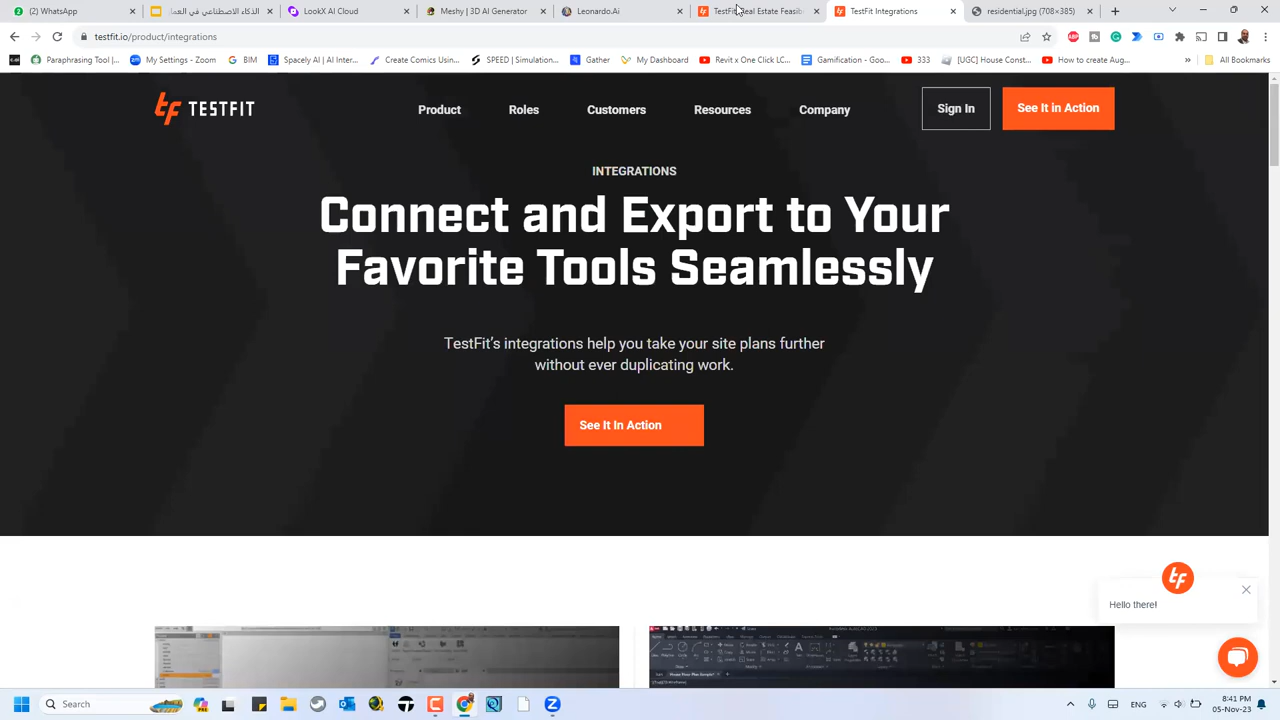 (2) WhatsApp
الذكاء الاصطناعي في العما
LookX AI Cloud
Meshy | 3D AI Generator
Leonardo.Ai
TestFit: Real Estate Feasib
TestFit Integrations
residential.jpg (708×385)
testfit.io/product/integrations
Paraphrasing Tool |
My Settings - Zoom
BIM
Spacely AI | AI Inter...
Create Comics Using...
SPEED | Simulation...
Gather
My Dashboard
Revit x One Click LC...
Gamification - Goo...
333
[UGC] House Const...
How to create Aug...
»
All Bookmarks
TESTFIT
Product
Roles
Customers
Resources
Company
Sign In
See It in Action
INTEGRATIONS
Connect and Export to Your
Favorite Tools Seamlessly
TestFit's integrations help you take your site plans further
without ever duplicating work.
See It In Action
Hello there!
Search
8:41 PM
05-Nov-23